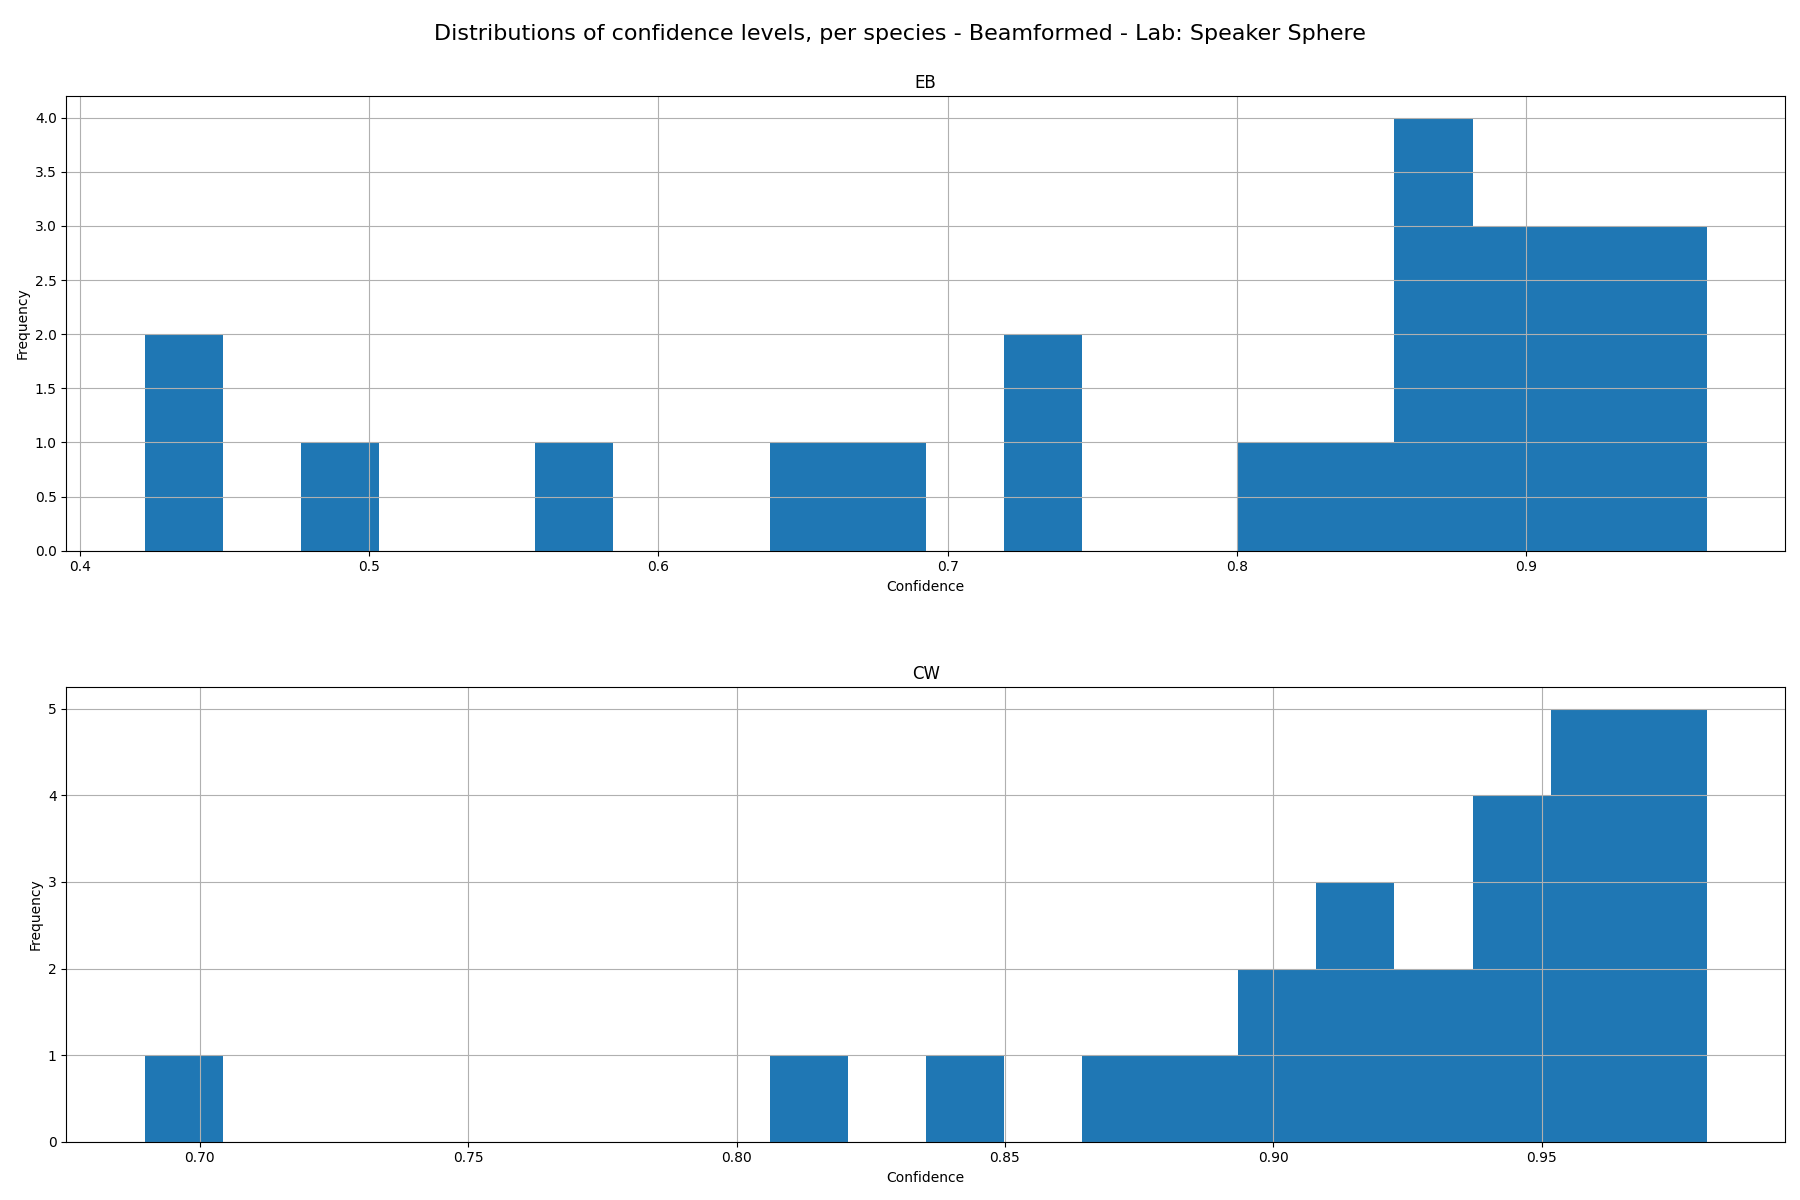 Distributions of confidence levels, per species - Beamformed - Lab: Speaker Sphere
EB
4.0
3.5
3.0
2.5
2.0
1.5
1.0
0.5
0.0
Frequency
0.4 0.5 0.6 0.7 0.8 0.9
Confidence
CW
5
4
3
2
1
0
Frequency
0.70 0.75 0.80 0.85 0.90 0.95
Confidence